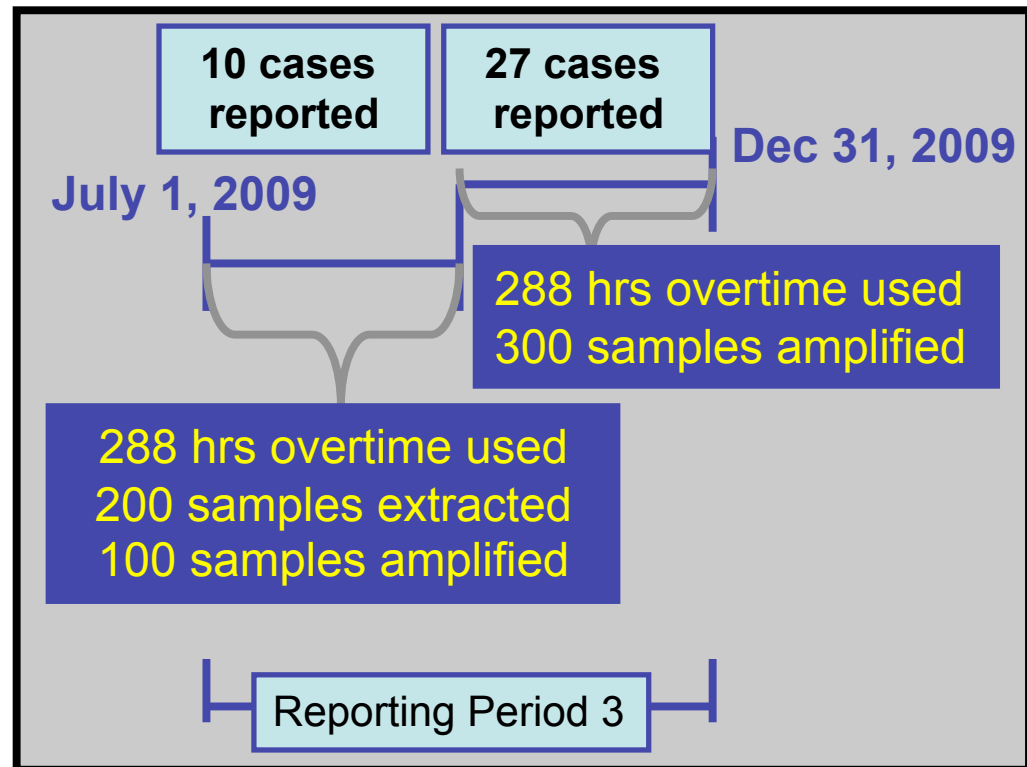 10 cases
reported
27 cases
reported
Dec 31, 2009
July 1, 2009
288 hrs overtime used
300 samples amplified
288 hrs overtime used
200 samples extracted
100 samples amplified
Reporting Period 3